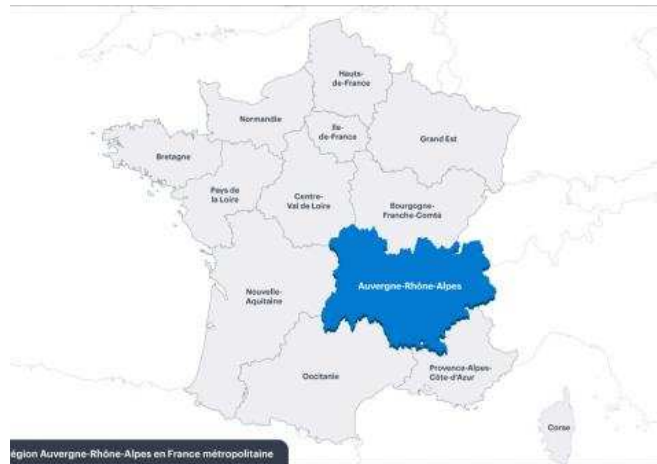 Hauts-
de-France
Normandie
Ile-
de-France
Grand Est
Bretagne
Pays de
la Loire
Centre-
Val de Loire
Bourgogne-
Franche-Comté
Auvergne-Rhône-Alpes
Nouvelle-
Aquitaine
Occitanie
Provence-Alpes-
Côte-d'Azur
Corse
égion Auvergne-Rhône-Alpes en France métropolitaine